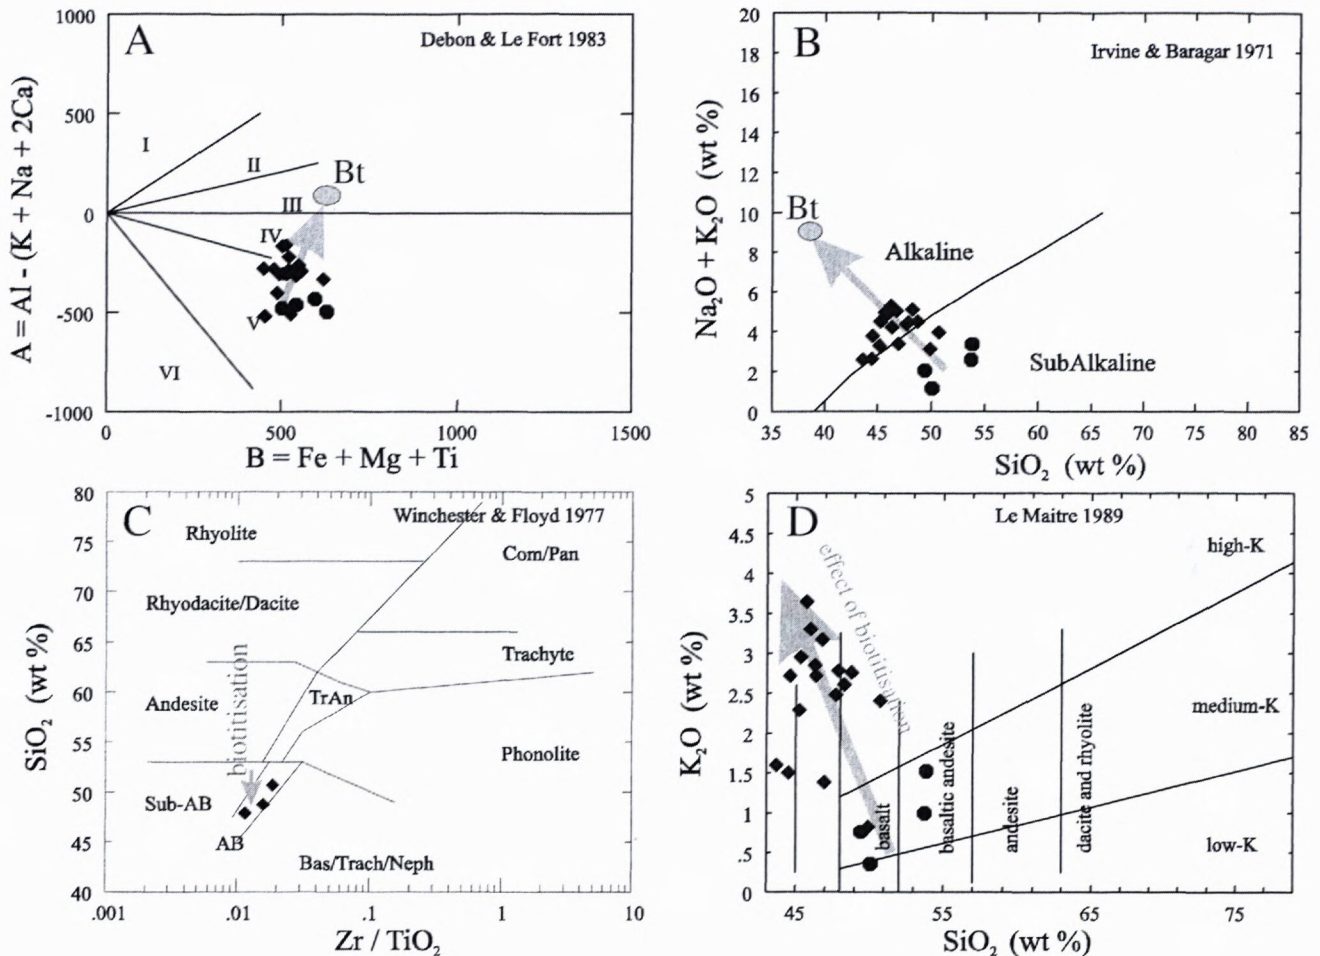 A
Debon & Le Fort 1983
1000
500
0
-500
-1000
A = Al - (K + Na + 2Ca)
I
II
Bt
III
IV
V
VI
0
500
1000
1500
B = Fe + Mg + Ti
B
Irvine & Baragar 1971
20
18
16
14
12
10
8
6
4
2
0
Na₂O + K₂O (wt %)
Bt
Alkaline
SubAlkaline
35
40
45
50
55
60
65
70
75
80
85
SiO₂ (wt %)
C
Winchester & Floyd 1977
80
75
70
65
60
55
50
45
40
SiO₂ (wt %)
Rhyolite
Com/Pan
Rhyodacite/Dacite
Trachyte
biotitisation
TrAn
Andesite
Phonolite
Sub-AB
AB
Bas/Trach/Neph
.001
.01
.1
1
10
Zr / TiO₂
D
Le Maitre 1989
5
4.5
4
3.5
3
2.5
2
1.5
1
.5
0
K₂O (wt %)
effect of biotitisation
high-K
medium-K
low-K
basalt
basaltic andesite
andesite
dacite and rhyolite
45
55
65
75
SiO₂ (wt %)